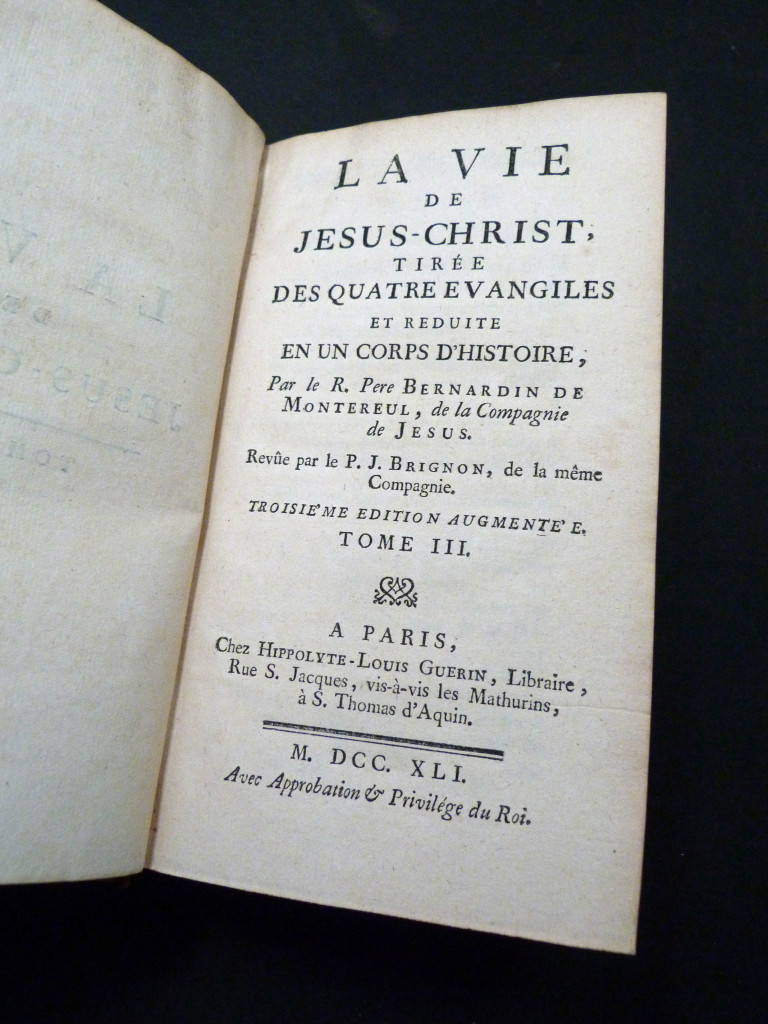 LA VIE
DE
JESUS-CHRIST,
TIRÉE
DES QUATRE EVANGILES
ET REDUITE
EN UN CORPS D'HISTOIRE,
Par le R. Pere BERNARDIN DE
MONTEREUL, de la Compagnie
de JESUS.
Revûe par le P. J. BRIGNON, de la même
Compagnie.
TROISIE'ME EDITION AUGMENTE'E.
TOME III.
A PARIS,
Chez HIPPOLYTE-LOUIS GUERIN, Libraire,
Rue S. Jacques, vis-à-vis les Mathurins,
à S. Thomas d'Aquin.
M. DCC. XLI.
Avec Approbation & Privilége du Roi.